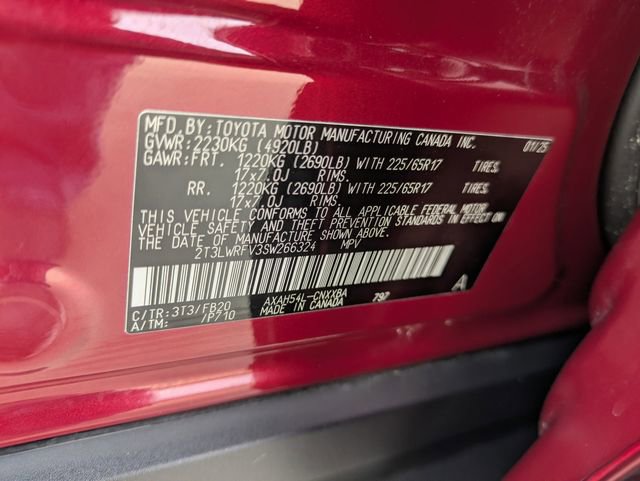 MFD. BY: TOYOTA MOTOR MANUFACTURING CANADA INC. 01/25
GVWR: 2230KG (4920LB)
GAWR: FRT. 1220KG (2690LB) WITH 225/65R17 TIRES,
17x7.0J RIMS.
RR. 1220KG (2690LB) WITH 225/65R17 TIRES,
17x7.0J RIMS.
THIS VEHICLE CONFORMS TO ALL APPLICABLE FEDERAL MOTOR
VEHICLE SAFETY AND THEFT PREVENTION STANDARDS IN EFFECT ON
THE DATE OF MANUFACTURE SHOWN ABOVE.
2T3LWRFV3SW266324 MPV
C/TR: 3T3/FB20 AXAH54L-CNXXBA 797 A
A/TM: /P710 MADE IN CANADA